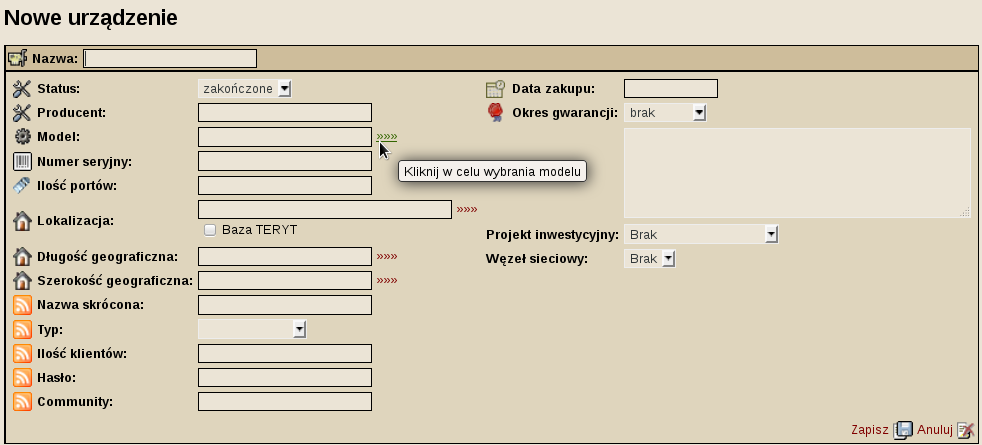 Nowe urządzenie
Nazwa:
Status: zakończone
Producent:
Model: »»»
Kliknij w celu wybrania modelu
Numer seryjny:
Ilość portów:
Lokalizacja: »»»
Baza TERYT
Długość geograficzna: »»»
Szerokość geograficzna: »»»
Nazwa skrócona:
Typ:
Ilość klientów:
Hasło:
Community:
Data zakupu:
Okres gwarancji: brak
Projekt inwestycyjny: Brak
Węzeł sieciowy: Brak
Zapisz Anuluj